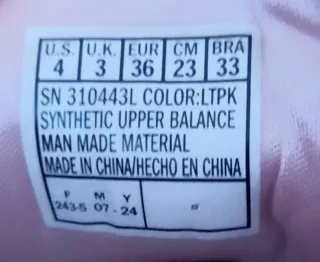 U.S. U.K. EUR CM BRA
4 3 36 23 33
SN 310443L COLOR:LTPK
SYNTHETIC UPPER BALANCE
MAN MADE MATERIAL
MADE IN CHINA/HECHO EN CHINA
F M Y
243-5 07-24